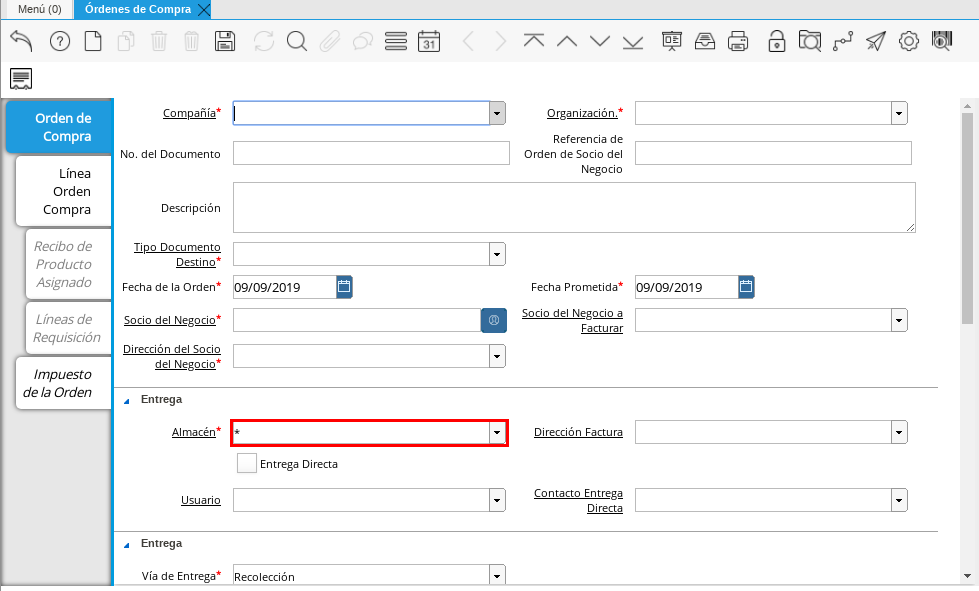 Menú (0)
Órdenes de Compra
31
Orden de
Compra
Línea
Orden
Compra
Recibo de
Producto
Asignado
Líneas de
Requisición
Impuesto
de la Orden
Compañía*
Organización.*
No. del Documento
Referencia de
Orden de Socio del
Negocio
Descripción
Tipo Documento
Destino*
Fecha de la Orden* 09/09/2019
Fecha Prometida* 09/09/2019
Socio del Negocio*
Socio del Negocio a
Facturar
Dirección del Socio
del Negocio*
Entrega
Almacén* *
Dirección Factura
Entrega Directa
Usuario
Contacto Entrega
Directa
Entrega
Vía de Entrega* Recolección